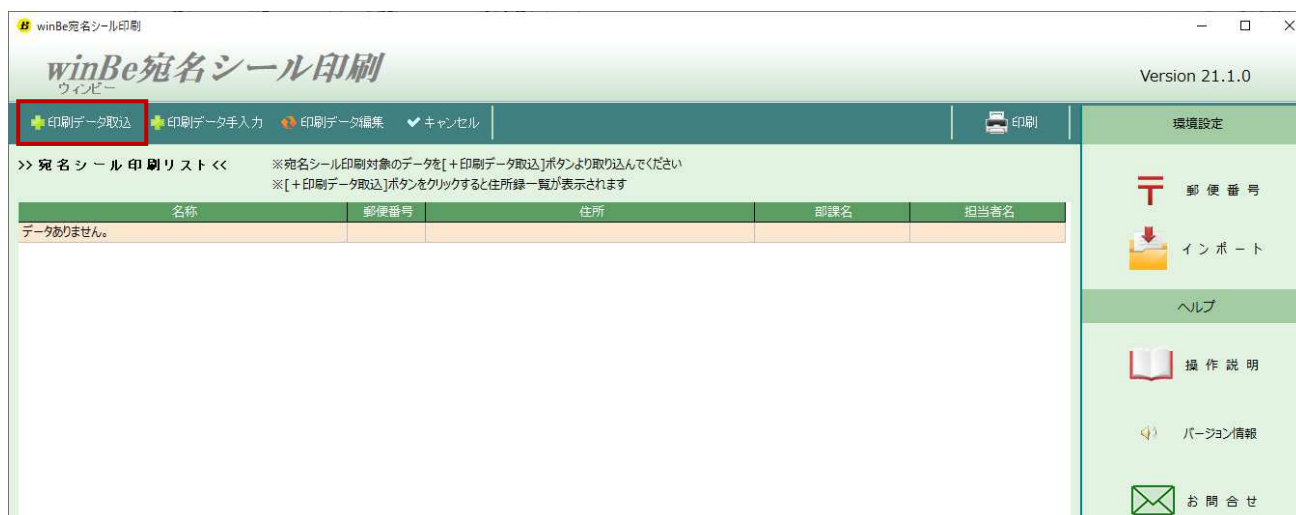 winBe宛名シール印刷
winBe宛名シール印刷
ウィンビー
Version 21.1.0
印刷データ取込 印刷データ手入力 印刷データ編集 キャンセル 印刷
環境設定
>> 宛名シール印刷リスト <<
※宛名シール印刷対象のデータを[+印刷データ取込]ボタンより取り込んでください
※[+印刷データ取込]ボタンをクリックすると住所録一覧が表示されます
名称 郵便番号 住所 部課名 担当者名
データありません。
郵便番号
インポート
ヘルプ
操作説明
バージョン情報
お問合せ